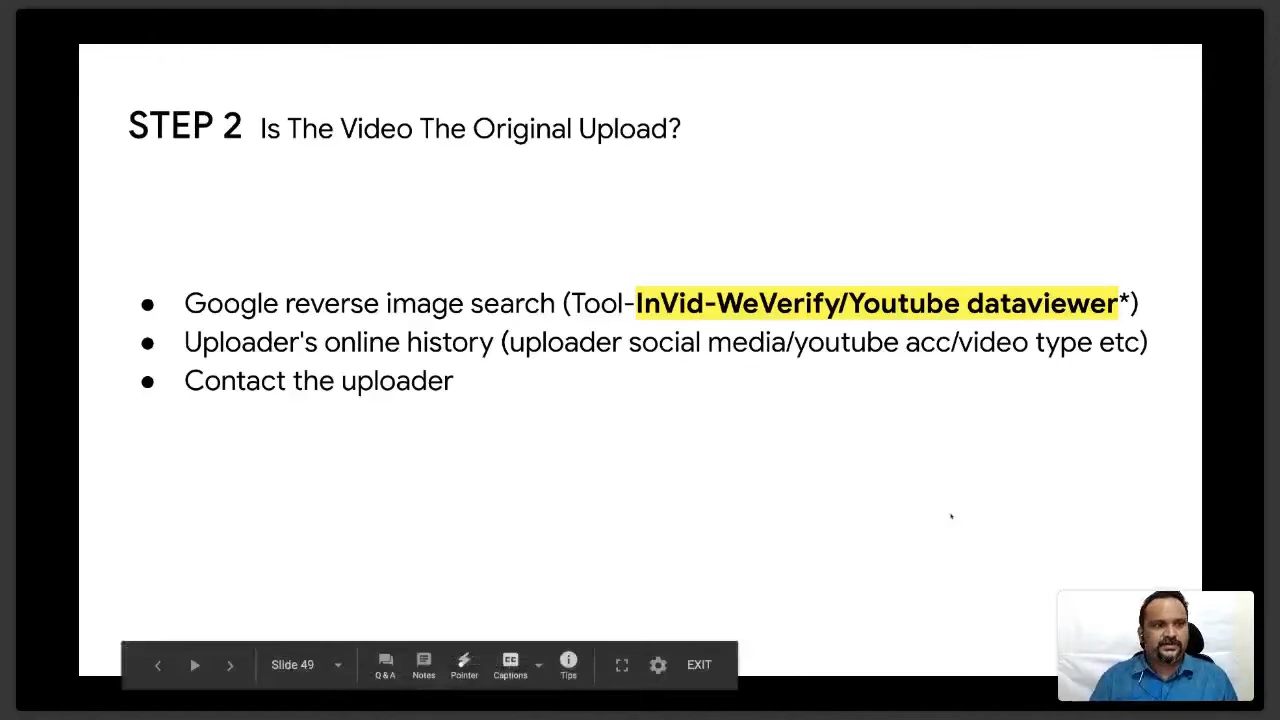 STEP 2 Is The Video The Original Upload?
● Google reverse image search (Tool-InVid-WeVerify/Youtube dataviewer*)
● Uploader's online history (uploader social media/youtube acc/video type etc)
● Contact the uploader
Slide 49
Q & A
Notes
Pointer
CC
Captions
Tips
EXIT